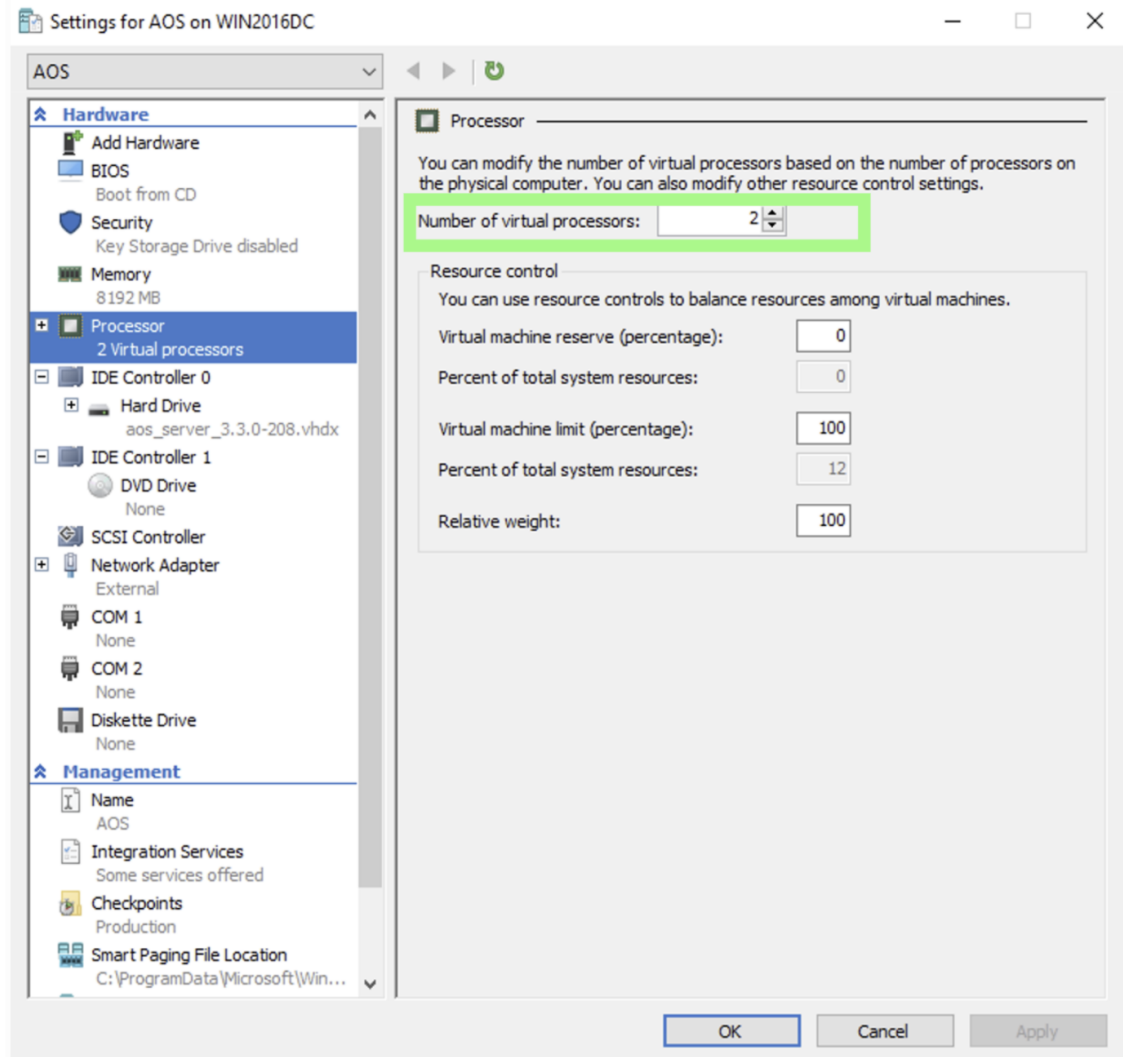 Settings for AOS on WIN2016DC
AOS
Hardware
Add Hardware
BIOS
Boot from CD
Security
Key Storage Drive disabled
Memory
8192 MB
Processor
2 Virtual processors
IDE Controller 0
Hard Drive
aos_server_3.3.0-208.vhdx
IDE Controller 1
DVD Drive
None
SCSI Controller
Network Adapter
External
COM 1
None
COM 2
None
Diskette Drive
None
Management
Name
AOS
Integration Services
Some services offered
Checkpoints
Production
Smart Paging File Location
C:\ProgramData\Microsoft\Win...
Processor
You can modify the number of virtual processors based on the number of processors on
the physical computer. You can also modify other resource control settings.
Number of virtual processors: 2
Resource control
You can use resource controls to balance resources among virtual machines.
Virtual machine reserve (percentage): 0
Percent of total system resources: 0
Virtual machine limit (percentage): 100
Percent of total system resources: 12
Relative weight: 100
OK Cancel Apply